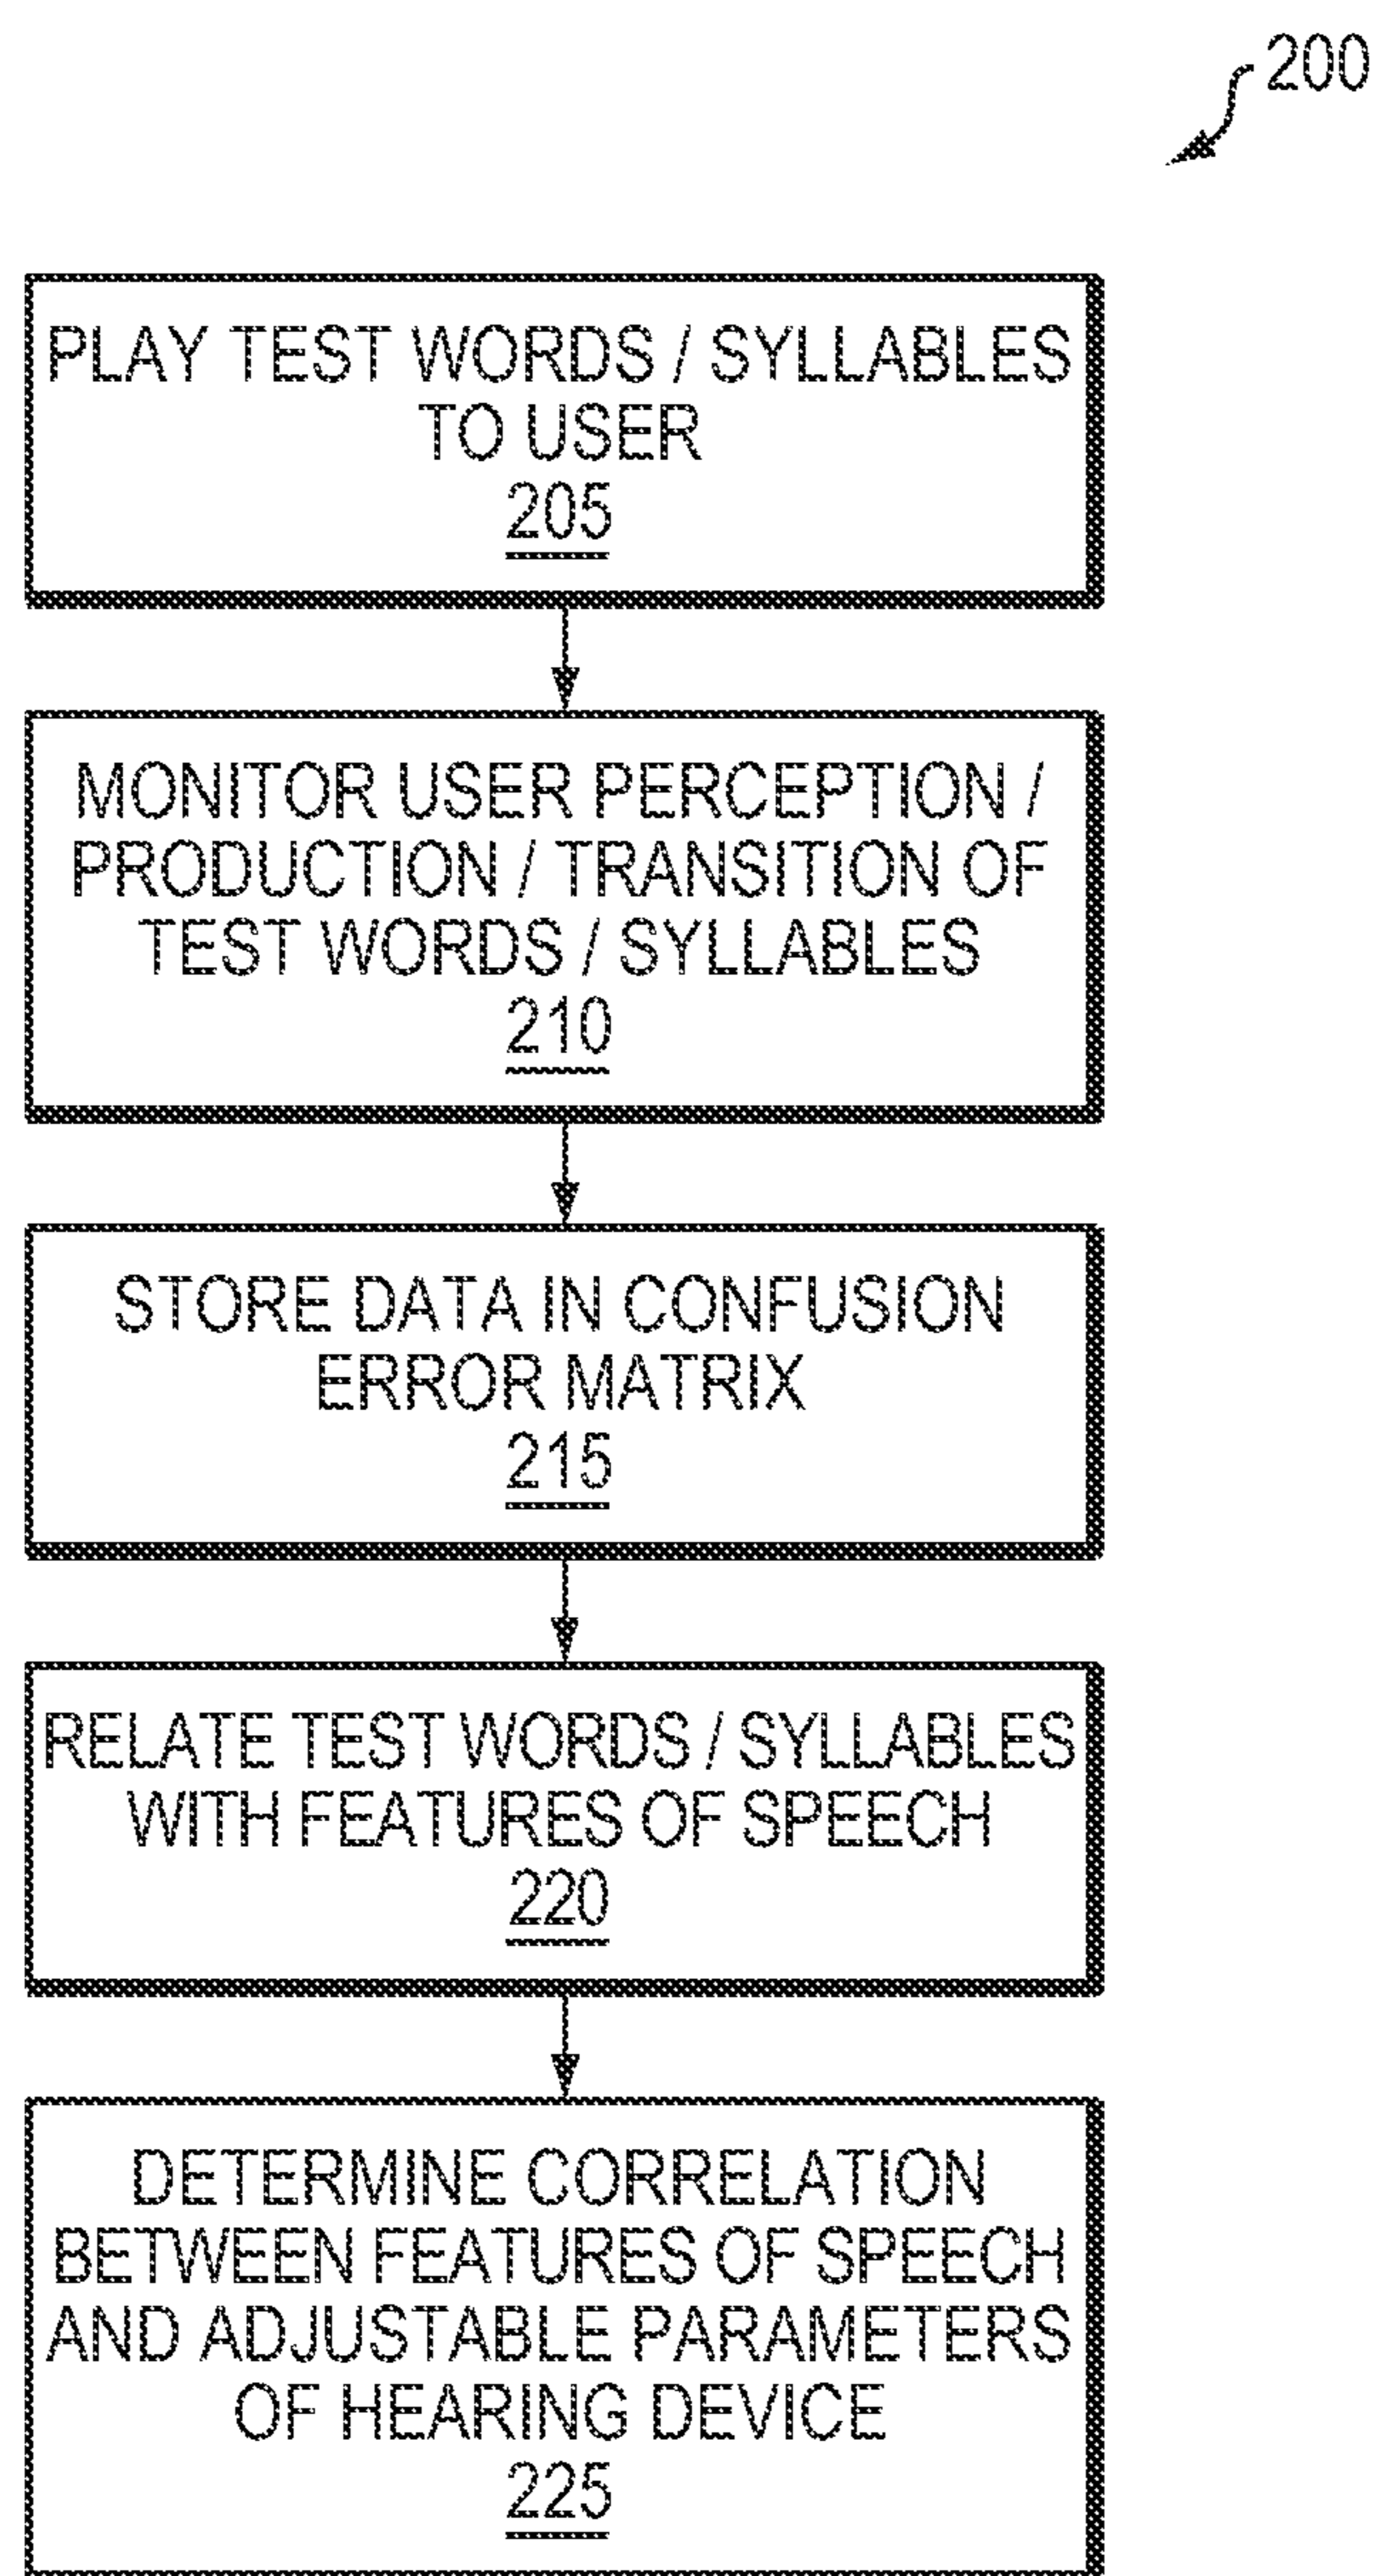 200
PLAY TEST WORDS / SYLLABLES
TO USER
205
MONITOR USER PERCEPTION /
PRODUCTION / TRANSITION OF
TEST WORDS / SYLLABLES
210
STORE DATA IN CONFUSION
ERROR MATRIX
215
RELATE TEST WORDS / SYLLABLES
WITH FEATURES OF SPEECH
220
DETERMINE CORRELATION
BETWEEN FEATURES OF SPEECH
AND ADJUSTABLE PARAMETERS
OF HEARING DEVICE
225